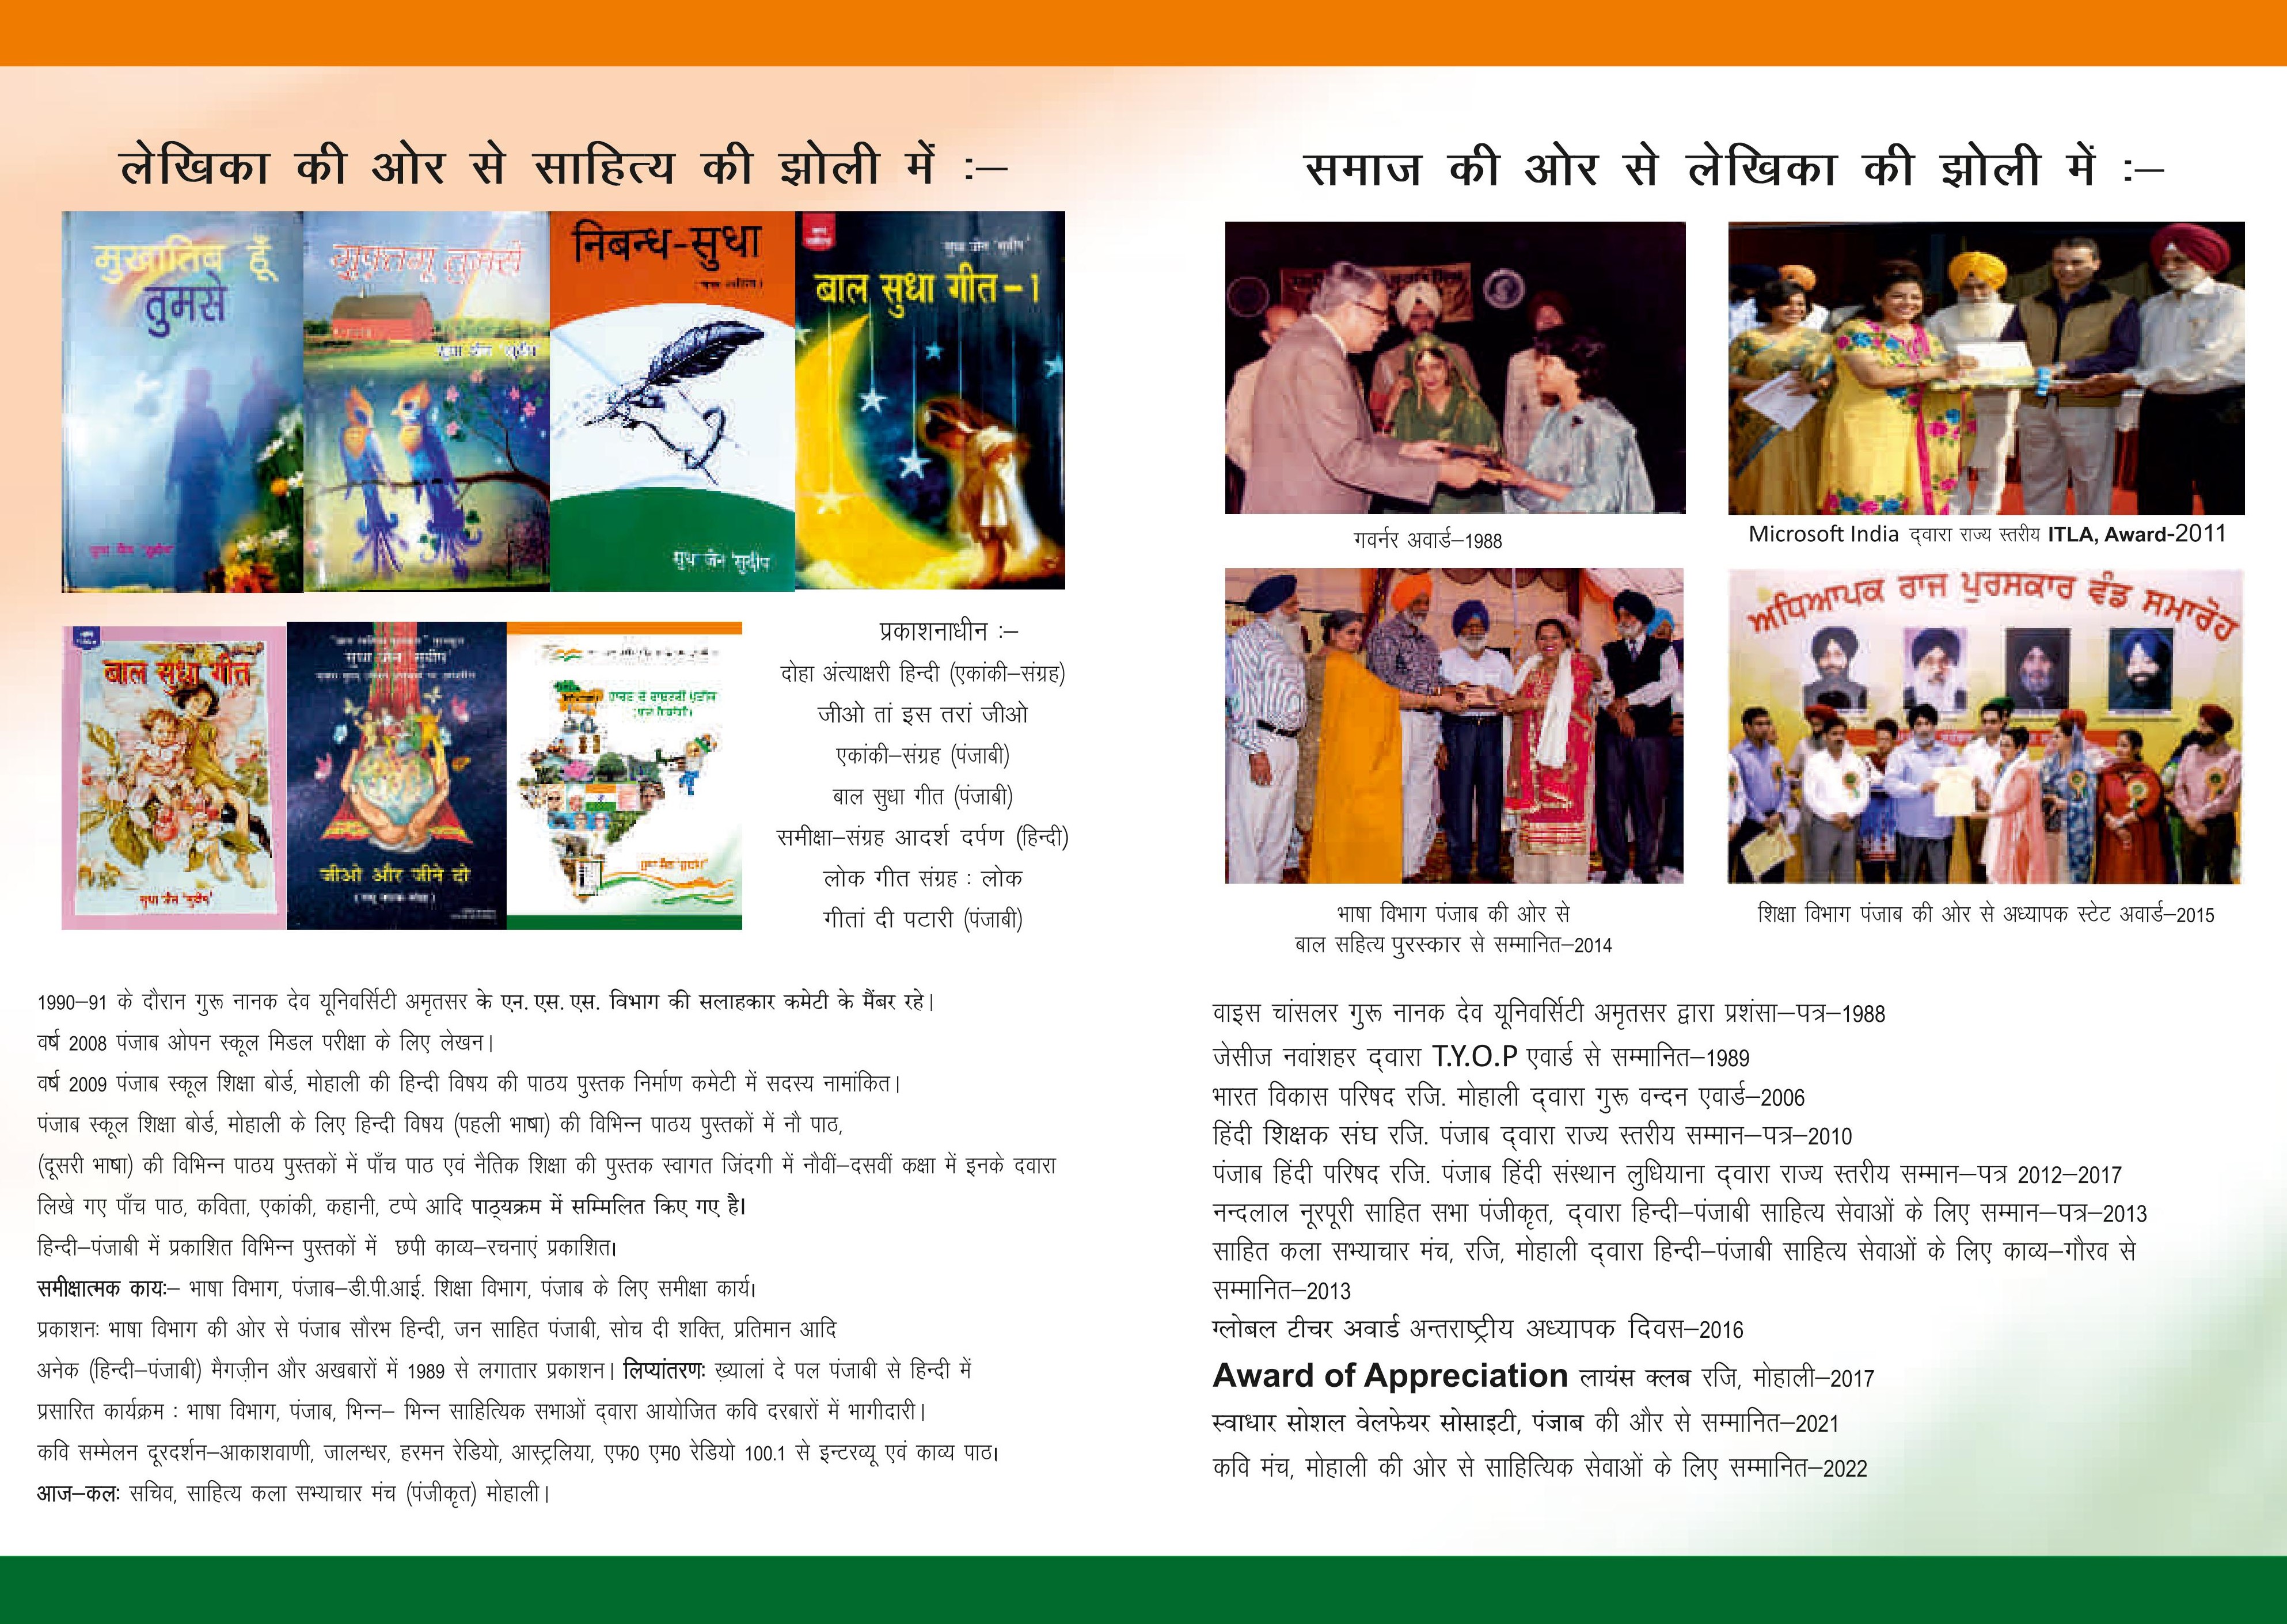 लेखिका की ओर से साहित्य की झोली में :–
मुखातिब हूँ
तुमसे
सुधा जैन 'सुदीप'
गुफ्तगू तुमसे
सुधा जैन 'सुदीप'
निबन्ध-सुधा
सुधा जैन 'सुदीप'
सुधा जैन 'सुदीप'
बाल सुधा गीत-1
बाल सुधा गीत
सुधा जैन 'सुदीप'
सुधा जैन 'सुदीप'
जीओ और जीने दो
प्रकाशनाधीन :–
दोहा अंत्याक्षरी हिन्दी (एकांकी–संग्रह)
जीओ तां इस तरां जीओ
एकांकी–संग्रह (पंजाबी)
बाल सुधा गीत (पंजाबी)
समीक्षा–संग्रह आदर्श दर्पण (हिन्दी)
लोक गीत संग्रह : लोक
गीतां दी पटारी (पंजाबी)
1990–91 के दौरान गुरू नानक देव यूनिवर्सिटी अमृतसर के एन. एस. एस. विभाग की सलाहकार कमेटी के मैंबर रहे।
वर्ष 2008 पंजाब ओपन स्कूल मिडल परीक्षा के लिए लेखन।
वर्ष 2009 पंजाब स्कूल शिक्षा बोर्ड, मोहाली की हिन्दी विषय की पाठय पुस्तक निर्माण कमेटी में सदस्य नामांकित।
पंजाब स्कूल शिक्षा बोर्ड, मोहाली के लिए हिन्दी विषय (पहली भाषा) की विभिन्न पाठय पुस्तकों में नौ पाठ,
(दूसरी भाषा) की विभिन्न पाठय पुस्तकों में पाँच पाठ एवं नैतिक शिक्षा की पुस्तक स्वागत जिंदगी में नौवीं–दसवीं कक्षा में इनके दवारा
लिखे गए पाँच पाठ, कविता, एकांकी, कहानी, टप्पे आदि पाठ्यक्रम में सम्मिलित किए गए है।
हिन्दी–पंजाबी में प्रकाशित विभिन्न पुस्तकों में छपी काव्य–रचनाएं प्रकाशित।
समीक्षात्मक कायः– भाषा विभाग, पंजाब–डी.पी.आई. शिक्षा विभाग, पंजाब के लिए समीक्षा कार्य।
प्रकाशनः भाषा विभाग की ओर से पंजाब सौरभ हिन्दी, जन साहित पंजाबी, सोच दी शक्ति, प्रतिमान आदि
अनेक (हिन्दी–पंजाबी) मैगज़ीन और अखबारों में 1989 से लगातार प्रकाशन। लिप्यांतरणः ख़्यालां दे पल पंजाबी से हिन्दी में
प्रसारित कार्यक्रम : भाषा विभाग, पंजाब, भिन्न– भिन्न साहित्यिक सभाओं द्वारा आयोजित कवि दरबारों में भागीदारी।
कवि सम्मेलन दूरदर्शन–आकाशवाणी, जालन्धर, हरमन रेडियो, आस्ट्रलिया, एफ0 एम0 रेडियो 100.1 से इन्टरव्यू एवं काव्य पाठ।
आज–कलः सचिव, साहित्य कला सभ्याचार मंच (पंजीकृत) मोहाली।
समाज की ओर से लेखिका की झोली में :–
गवर्नर अवार्ड–1988
Microsoft India द्वारा राज्य स्तरीय ITLA, Award-2011
ਅਧਿਆਪਕ ਰਾਜ ਪੁਰਸਕਾਰ ਵੰਡ ਸਮਾਰੋਹ
भाषा विभाग पंजाब की ओर से
बाल सहित्य पुरस्कार से सम्मानित–2014
शिक्षा विभाग पंजाब की ओर से अध्यापक स्टेट अवार्ड–2015
वाइस चांसलर गुरू नानक देव यूनिवर्सिटी अमृतसर द्वारा प्रशंसा–पत्र–1988
जेसीज नवांशहर द्वारा T.Y.O.P एवार्ड से सम्मानित–1989
भारत विकास परिषद रजि. मोहाली द्वारा गुरू वन्दन एवार्ड–2006
हिंदी शिक्षक संघ रजि. पंजाब द्वारा राज्य स्तरीय सम्मान–पत्र–2010
पंजाब हिंदी परिषद रजि. पंजाब हिंदी संस्थान लुधियाना द्वारा राज्य स्तरीय सम्मान–पत्र 2012–2017
नन्दलाल नूरपूरी साहित सभा पंजीकृत, द्वारा हिन्दी–पंजाबी साहित्य सेवाओं के लिए सम्मान–पत्र–2013
साहित कला सभ्याचार मंच, रजि, मोहाली द्वारा हिन्दी–पंजाबी साहित्य सेवाओं के लिए काव्य–गौरव से
सम्मानित–2013
ग्लोबल टीचर अवार्ड अन्तराष्ट्रीय अध्यापक दिवस–2016
Award of Appreciation लायंस क्लब रजि, मोहाली–2017
स्वाधार सोशल वेलफेयर सोसाइटी, पंजाब की और से सम्मानित–2021
कवि मंच, मोहाली की ओर से साहित्यिक सेवाओं के लिए सम्मानित–2022